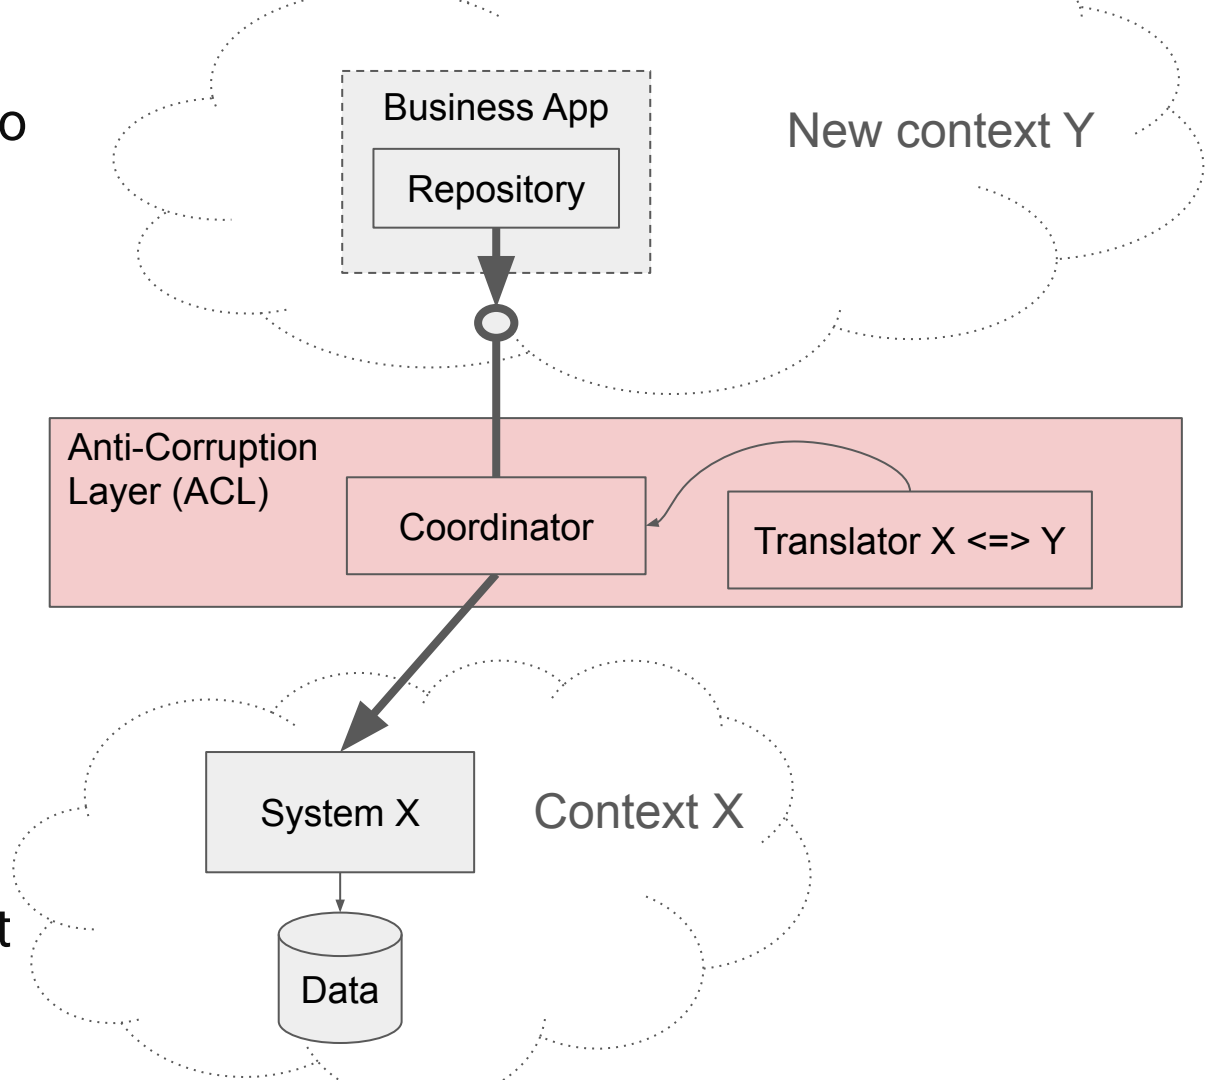 o
Business App
New context Y
Repository
Anti-Corruption
Layer (ACL)
Coordinator
Translator X <=> Y
System X
Context X
t
Data